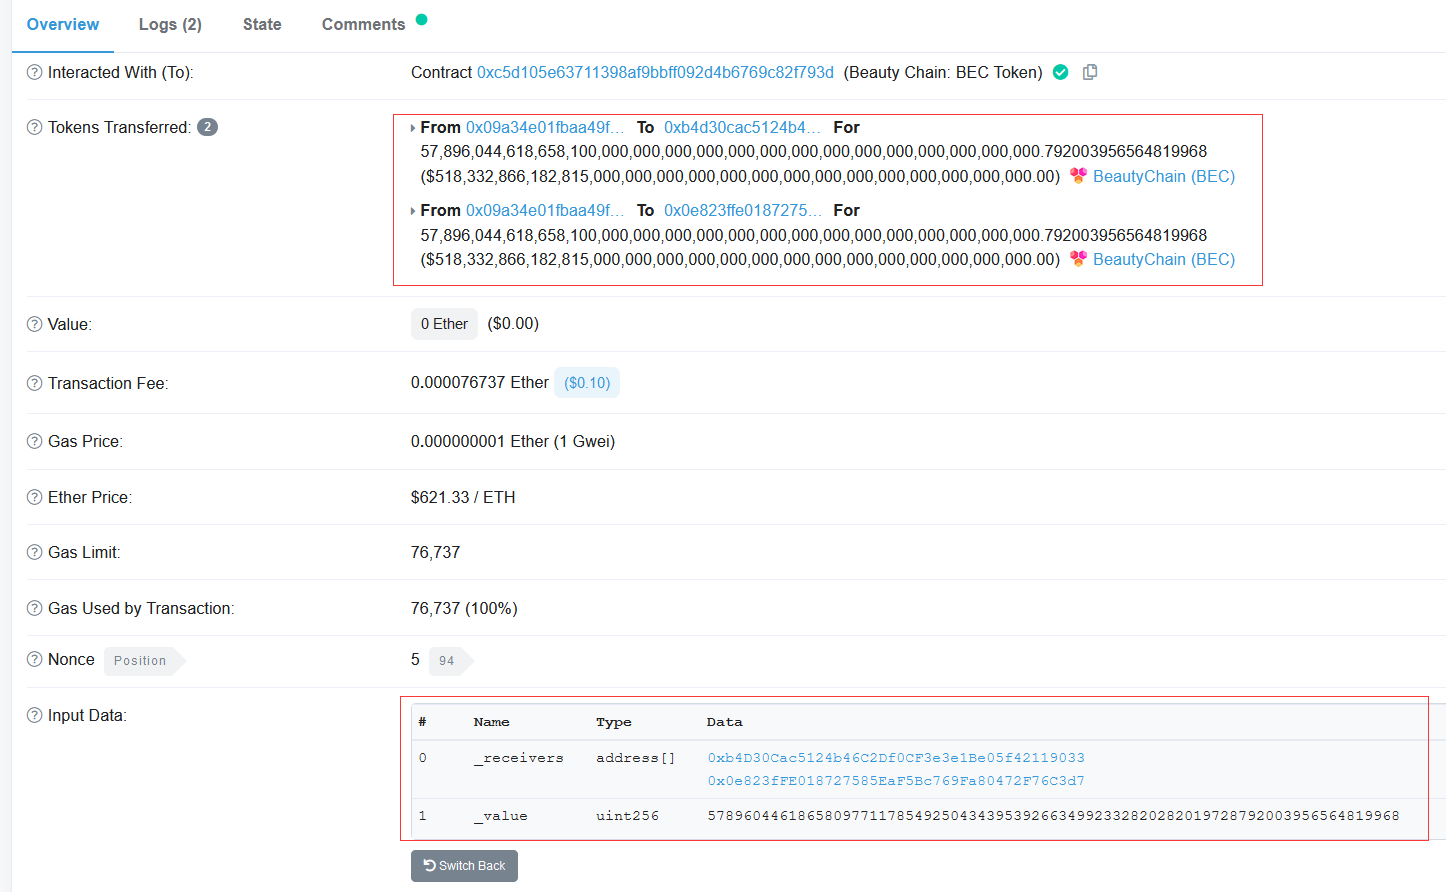 Overview Logs (2) State Comments
Interacted With (To): Contract 0xc5d105e63711398af9bbff092d4b6769c82f793d (Beauty Chain: BEC Token)
Tokens Transferred: 2 From 0x09a34e01fbaa49f... To 0xb4d30cac5124b4... For
57,896,044,618,658,100,000,000,000,000,000,000,000,000,000,000,000,000,000.792003956564819968
($518,332,866,182,815,000,000,000,000,000,000,000,000,000,000,000,000,000,000.00) BeautyChain (BEC)
From 0x09a34e01fbaa49f... To 0x0e823ffe0187275... For
57,896,044,618,658,100,000,000,000,000,000,000,000,000,000,000,000,000,000.792003956564819968
($518,332,866,182,815,000,000,000,000,000,000,000,000,000,000,000,000,000,000.00) BeautyChain (BEC)
Value: 0 Ether ($0.00)
Transaction Fee: 0.000076737 Ether ($0.10)
Gas Price: 0.000000001 Ether (1 Gwei)
Ether Price: $621.33 / ETH
Gas Limit: 76,737
Gas Used by Transaction: 76,737 (100%)
Nonce Position 5 94
Input Data:
# Name Type Data
0 _receivers address[] 0xb4D30Cac5124b46C2Df0CF3e3e1Be05f42119033
0x0e823fFE018727585EaF5Bc769Fa80472F76C3d7
1 _value uint256 57896044618658097711785492504343953926634992332820282019728792003956564819968
Switch Back